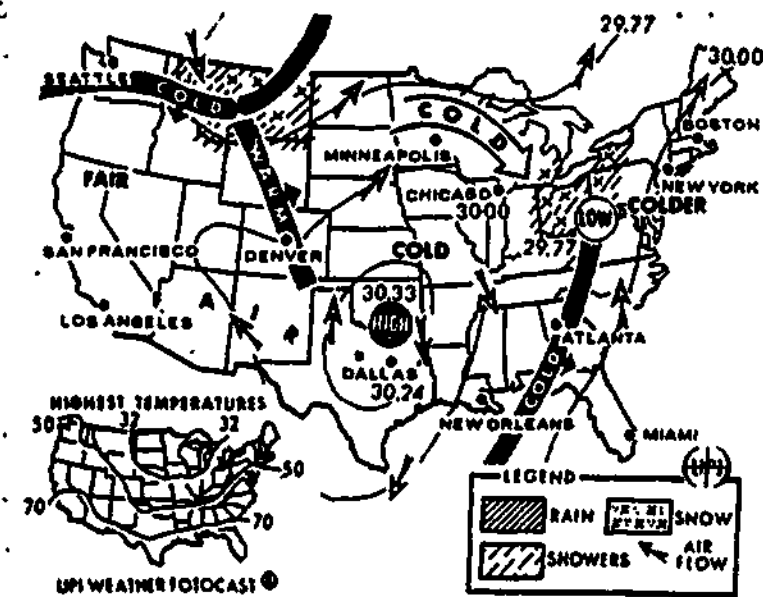 29.77
30.00
SEATTLE
COLD
COLD
BOSTON
MINNEAPOLIS
NEW YORK
FAIR
CHICAGO
30.00
WARM
LOW
COLDER
SAN FRANCISCO
DENVER
COLD
29.77
FAIR
30.33
HIGH
LOS ANGELES
ATLANTA
DALLAS
30.24
COLD
HIGHEST TEMPERATURES
NEW ORLEANS
MIAMI
50
32
32
50
70
70
UPI
LEGEND
RAIN
SNOW
SHOWERS
AIR FLOW
UPI WEATHER FOTOCAST ®